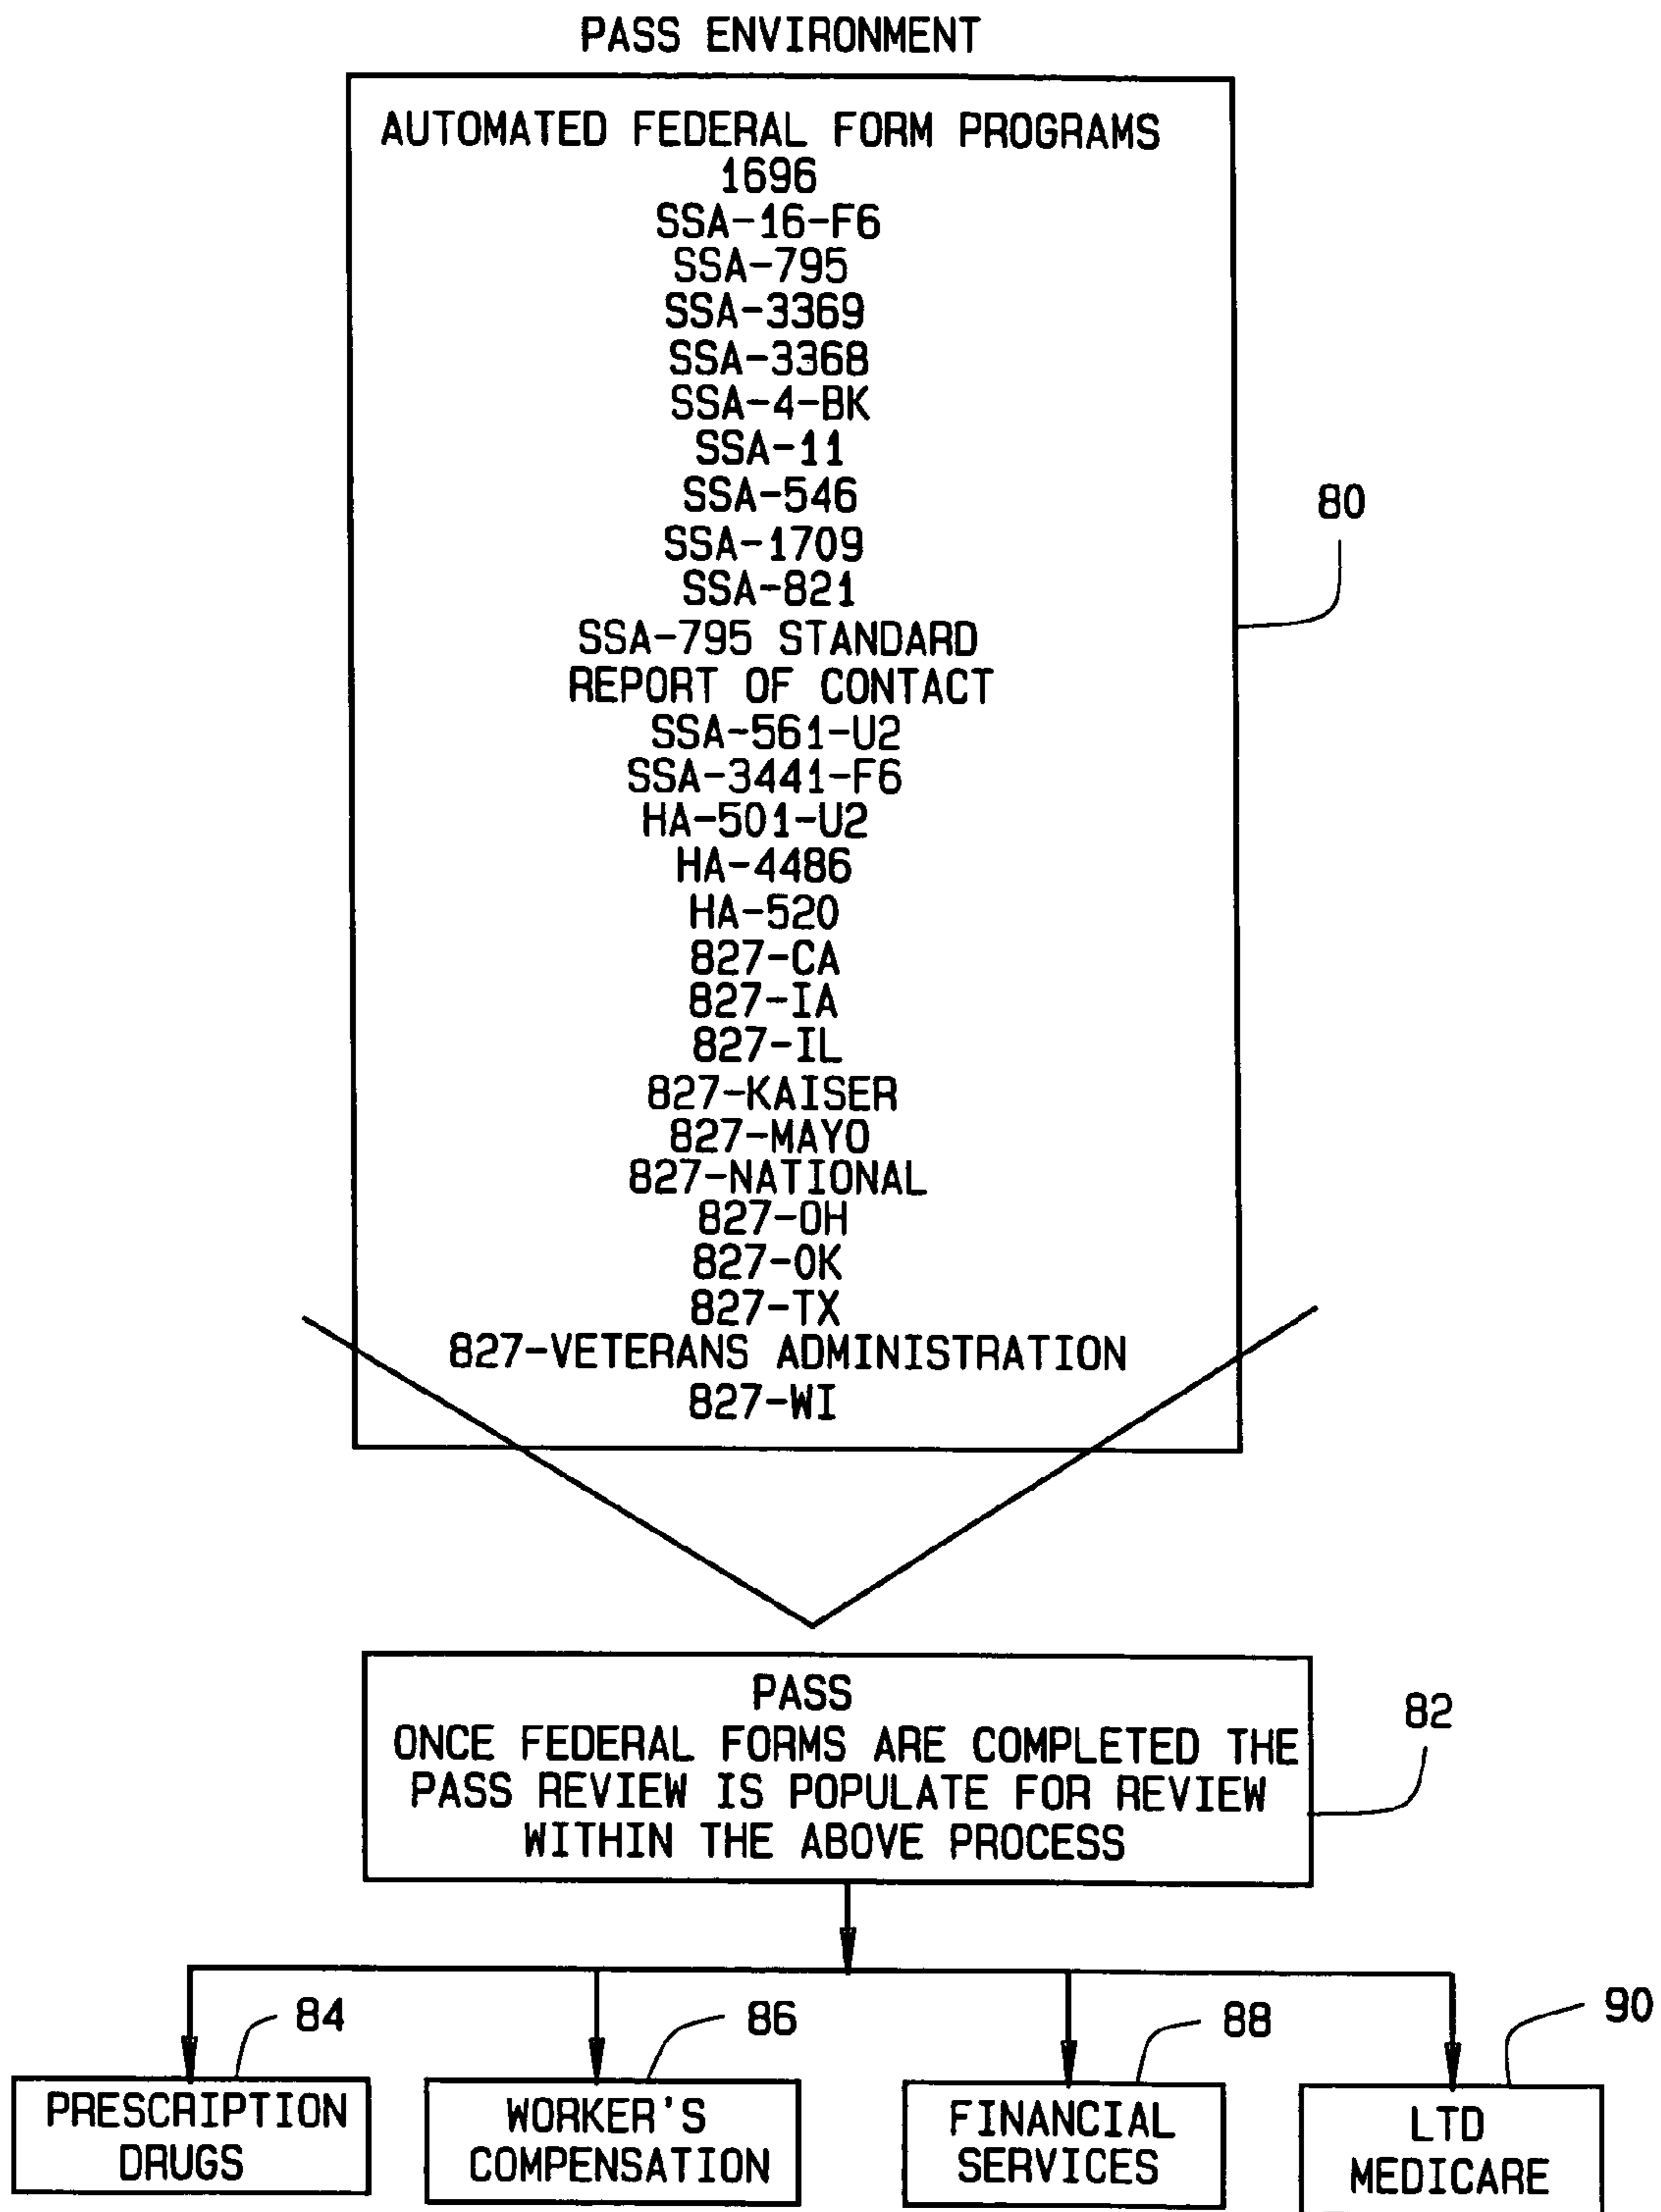 PASS ENVIRONMENT
AUTOMATED FEDERAL FORM PROGRAMS
1696
SSA-16-F6
SSA-795
SSA-3369
SSA-3368
SSA-4-BK
SSA-11
SSA-546
SSA-1709
SSA-821
SSA-795 STANDARD
REPORT OF CONTACT
SSA-561-U2
SSA-3441-F6
HA-501-U2
HA-4486
HA-520
827-CA
827-IA
827-IL
827-KAISER
827-MAYO
827-NATIONAL
827-OH
827-OK
827-TX
827-VETERANS ADMINISTRATION
827-WI
80
PASS
ONCE FEDERAL FORMS ARE COMPLETED THE
PASS REVIEW IS POPULATE FOR REVIEW
WITHIN THE ABOVE PROCESS
82
84
PRESCRIPTION
DRUGS
86
WORKER'S
COMPENSATION
88
FINANCIAL
SERVICES
90
LTD
MEDICARE